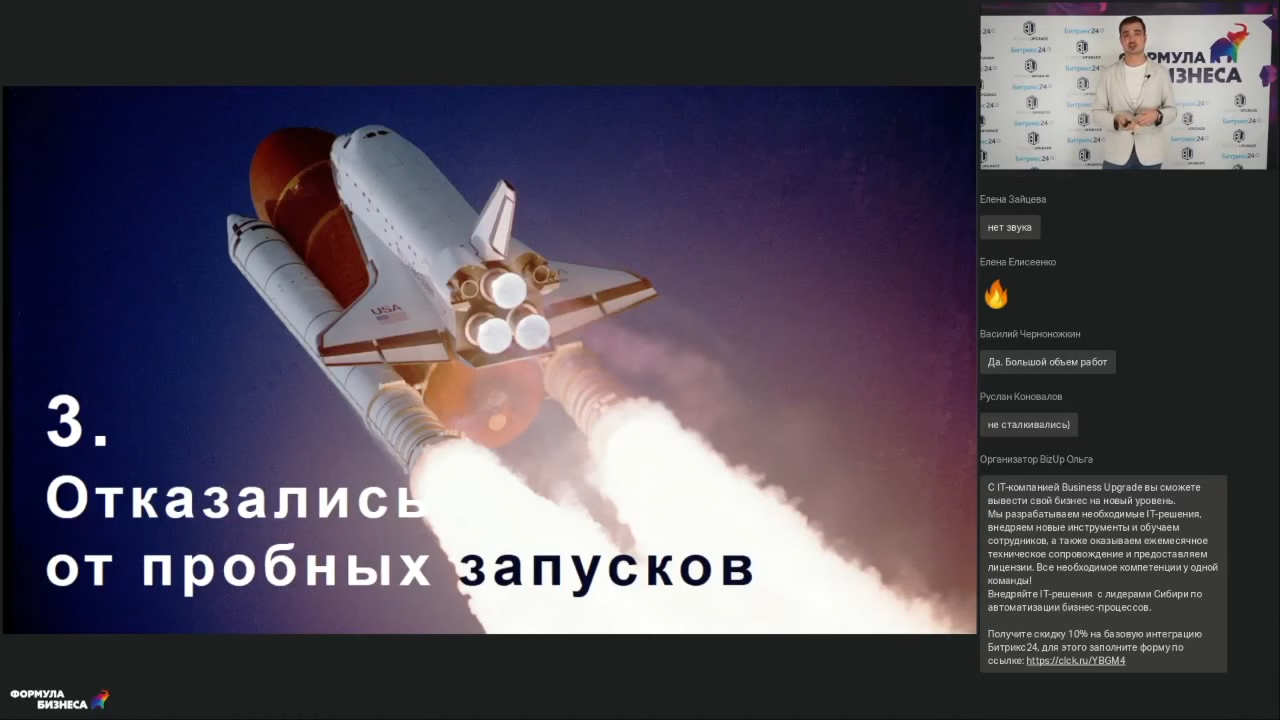 USA
3.
Отказались
от пробных запусков
ФОРМУЛА
БИЗНЕСА
Битрикс24
UPGRADE
БИЗНЕСА
Елена Зайцева
нет звука
Елена Елисеенко
Василий Черноножкин
Да. Большой объем работ
Руслан Коновалов
не сталкивались)
Организатор BizUp Ольга
С IT-компанией Business Upgrade вы сможете
вывести свой бизнес на новый уровень.
Мы разрабатываем необходимые IT-решения,
внедряем новые инструменты и обучаем
сотрудников, а также оказываем ежемесячное
техническое сопровождение и предоставляем
лицензии. Все необходимое компетенции у одной
команды!
Внедряйте IT-решения с лидерами Сибири по
автоматизации бизнес-процессов.
Получите скидку 10% на базовую интеграцию
Битрикс24, для этого заполните форму по
ссылке: https://clck.ru/YBGM4